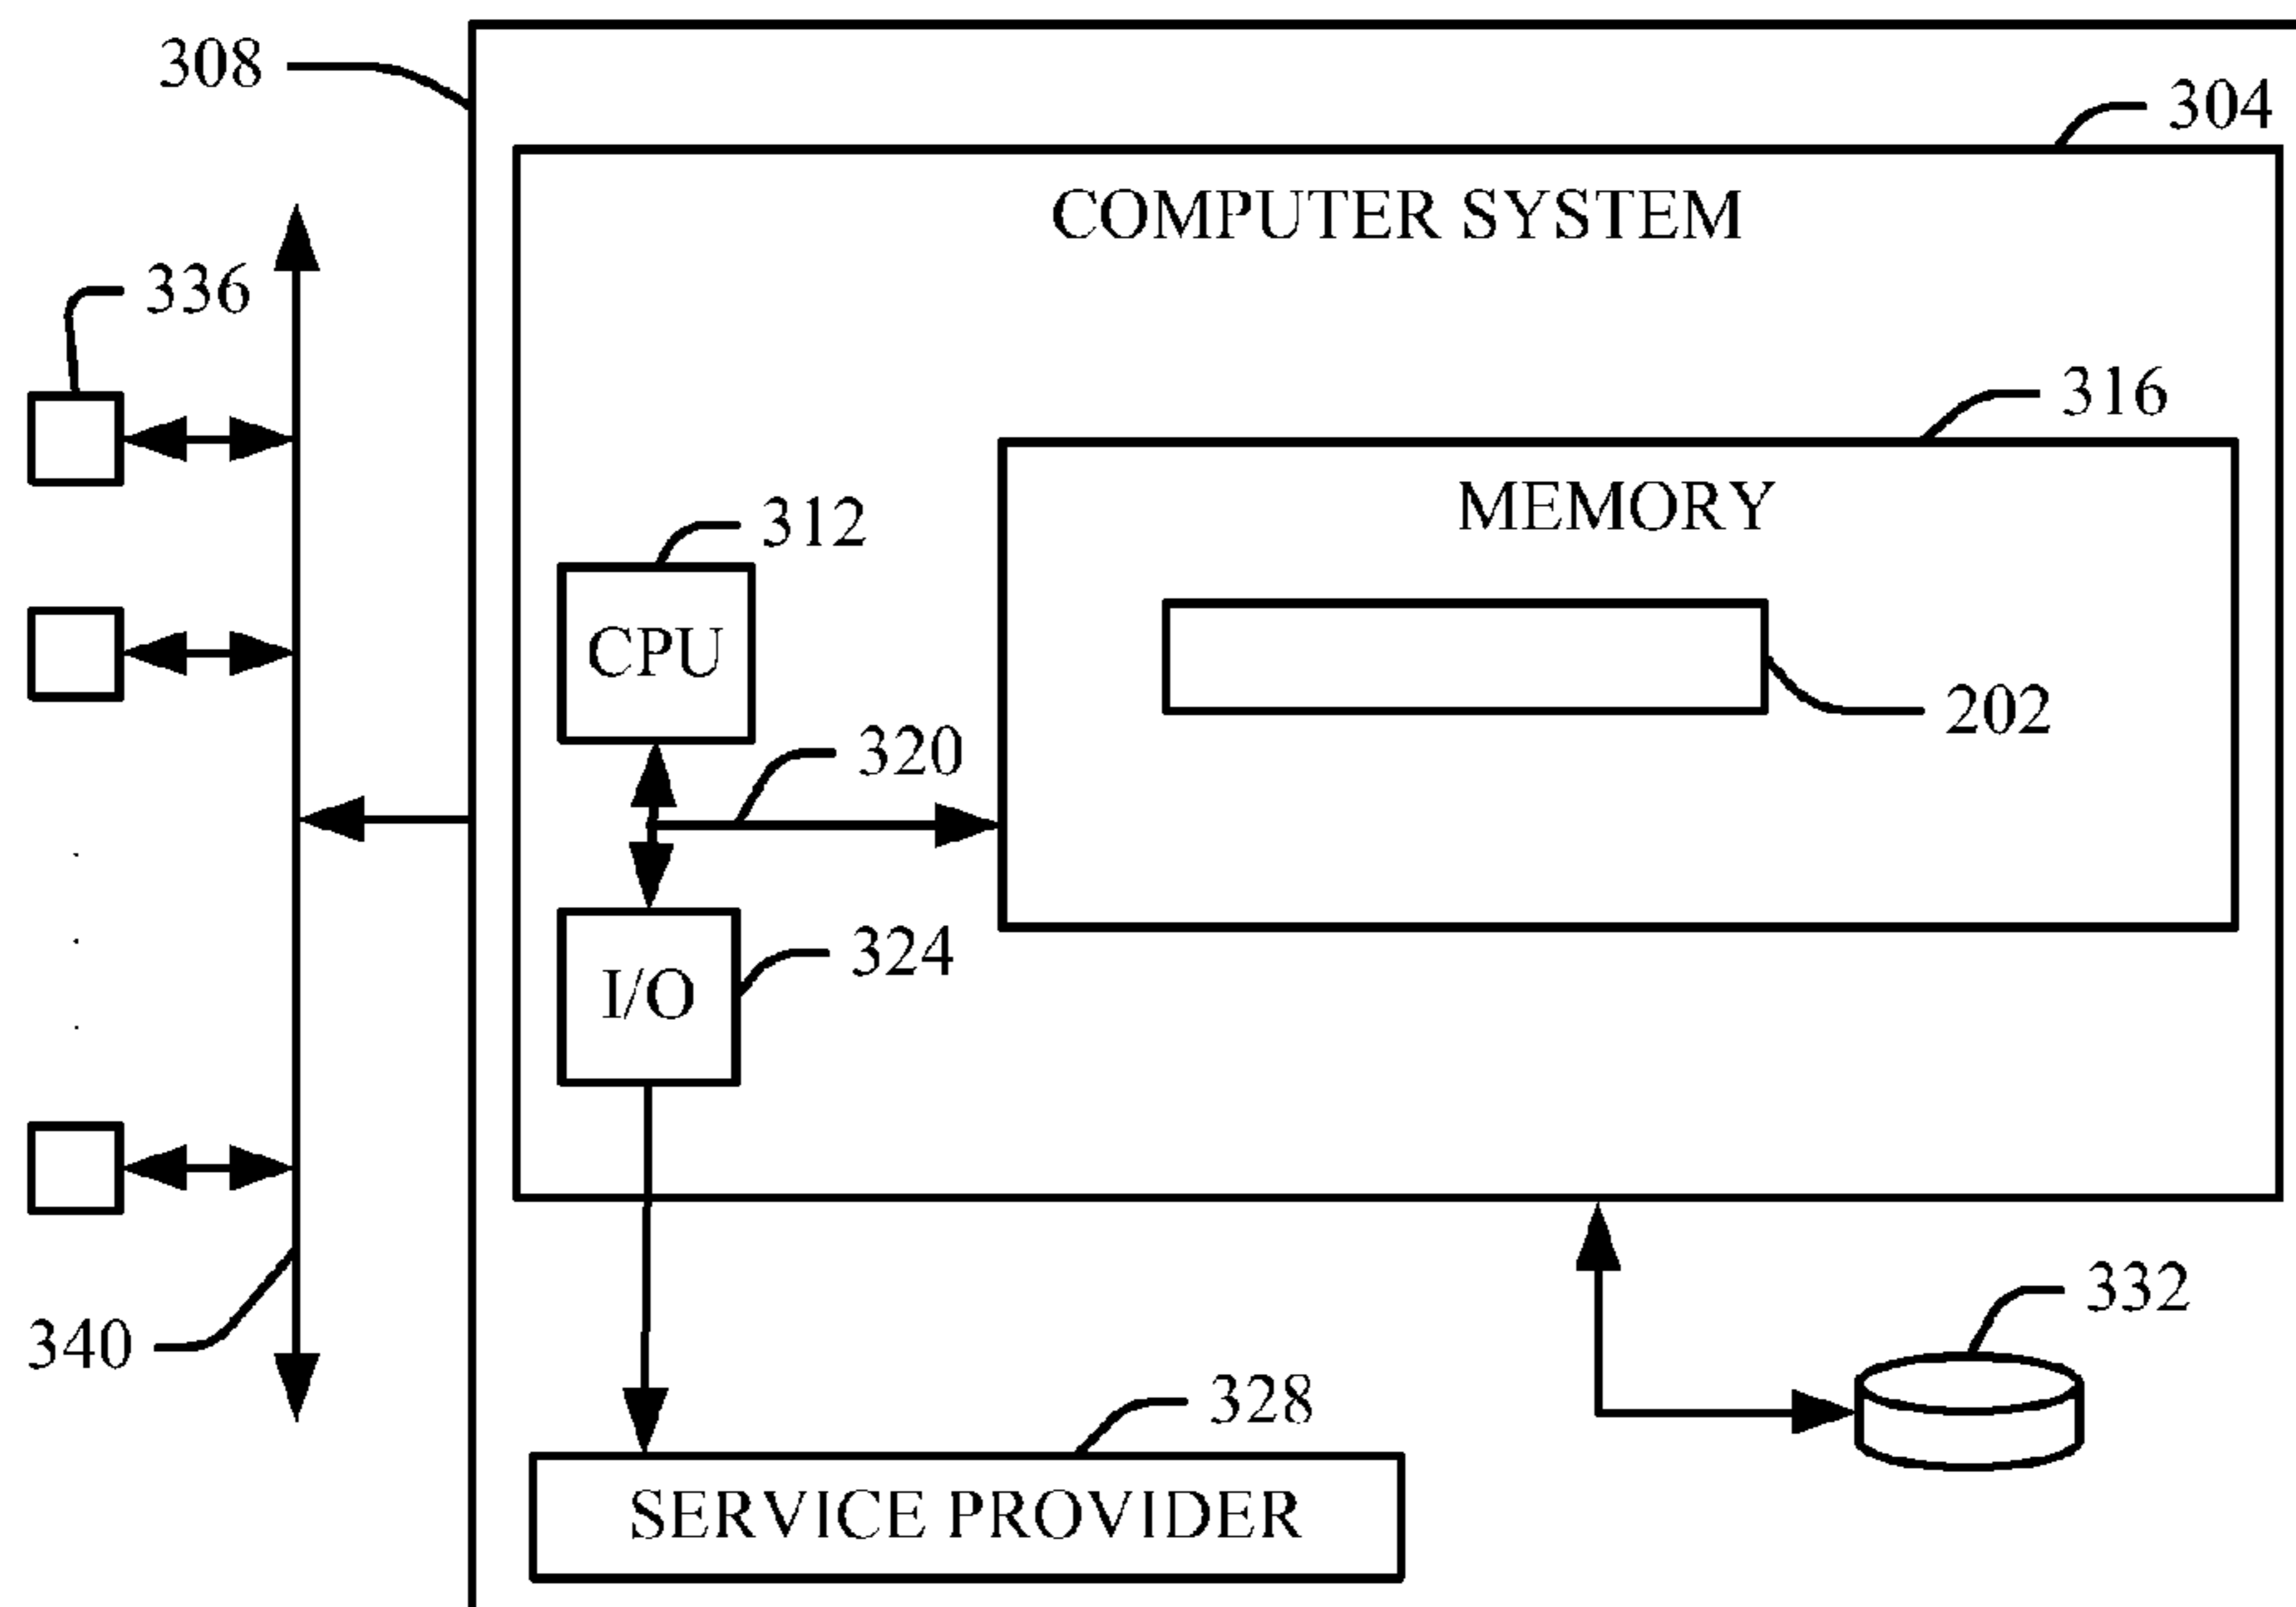 308
304
COMPUTER SYSTEM
336
316
MEMORY
312
CPU
202
320
324
I/O
332
340
328
SERVICE PROVIDER